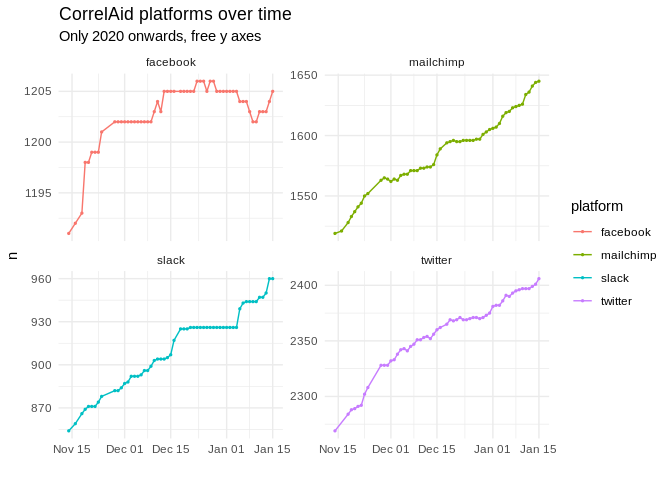 CorrelAid platforms over time
Only 2020 onwards, free y axes
facebook
mailchimp
1205
1200
1195
1650
1600
1550
n
slack
twitter
960
930
900
870
2400
2350
2300
Nov 15 Dec 01 Dec 15 Jan 01 Jan 15
Nov 15 Dec 01 Dec 15 Jan 01 Jan 15
platform
facebook
mailchimp
slack
twitter